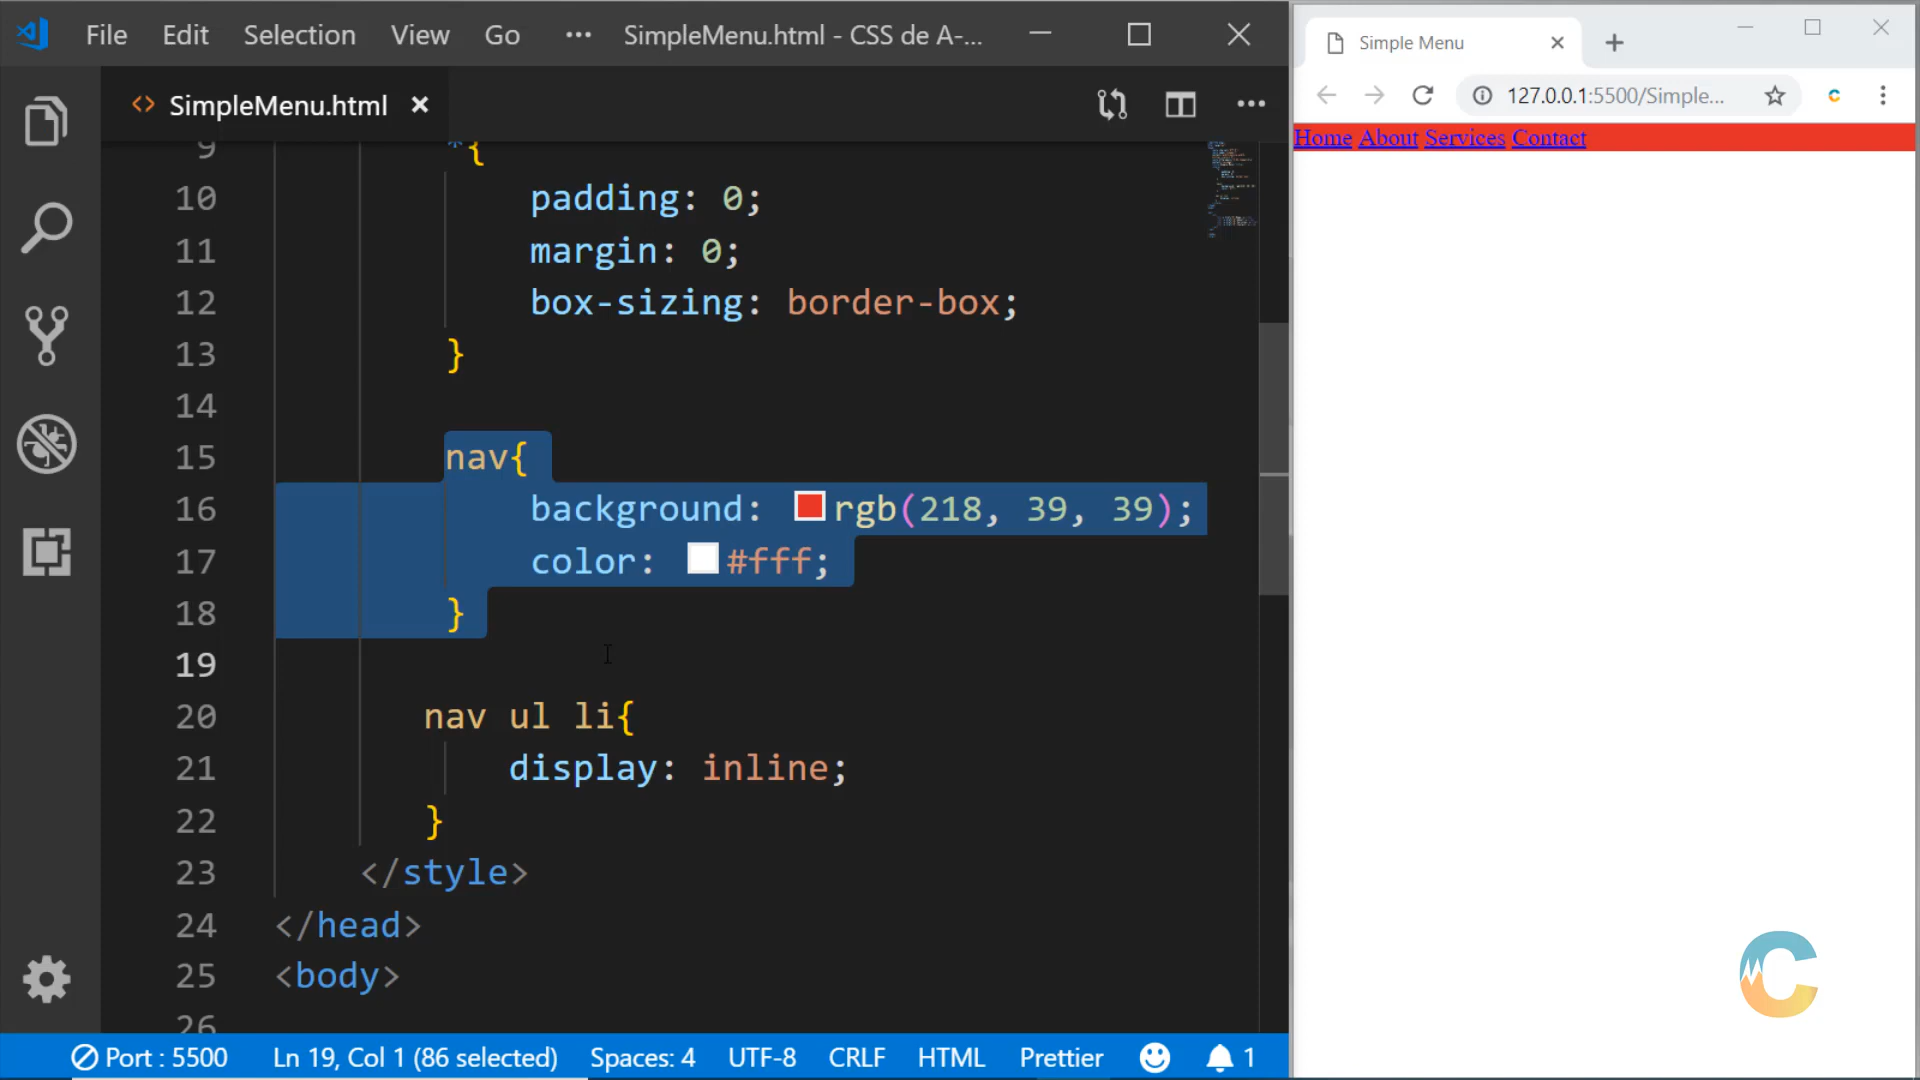 File Edit Selection View Go ··· SimpleMenu.html - CSS de A-...
SimpleMenu.html
9 *{
10 padding: 0;
11 margin: 0;
12 box-sizing: border-box;
13 }
14
15 nav{
16 background: rgb(218, 39, 39);
17 color: #fff;
18 }
19
20 nav ul li{
21 display: inline;
22 }
23 </style>
24 </head>
25 <body>
26
Port : 5500 Ln 19, Col 1 (86 selected) Spaces: 4 UTF-8 CRLF HTML Prettier 1
Simple Menu
127.0.0.1:5500/Simple...
Home About Services Contact
C